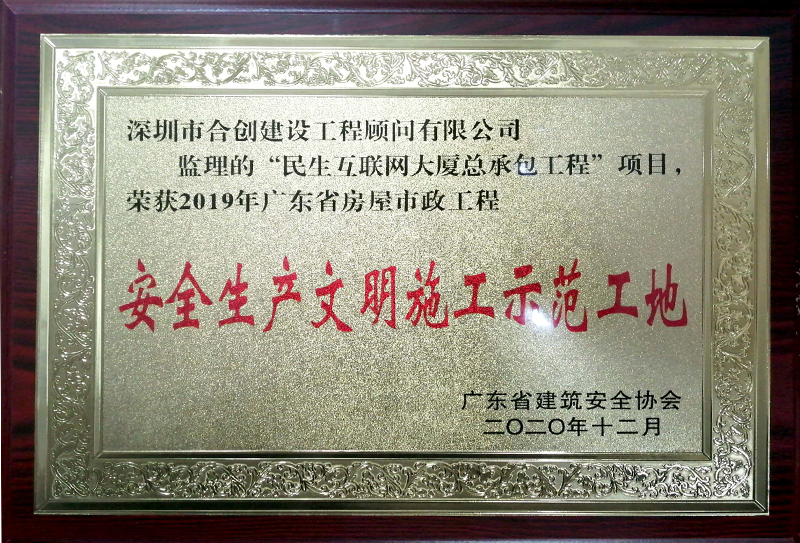 深圳市合创建设工程顾问有限公司
监理的“民生互联网大厦总承包工程”项目，
荣获2019年广东省房屋市政工程
安全生产文明施工示范工地
广东省建筑安全协会
二〇二〇年十二月